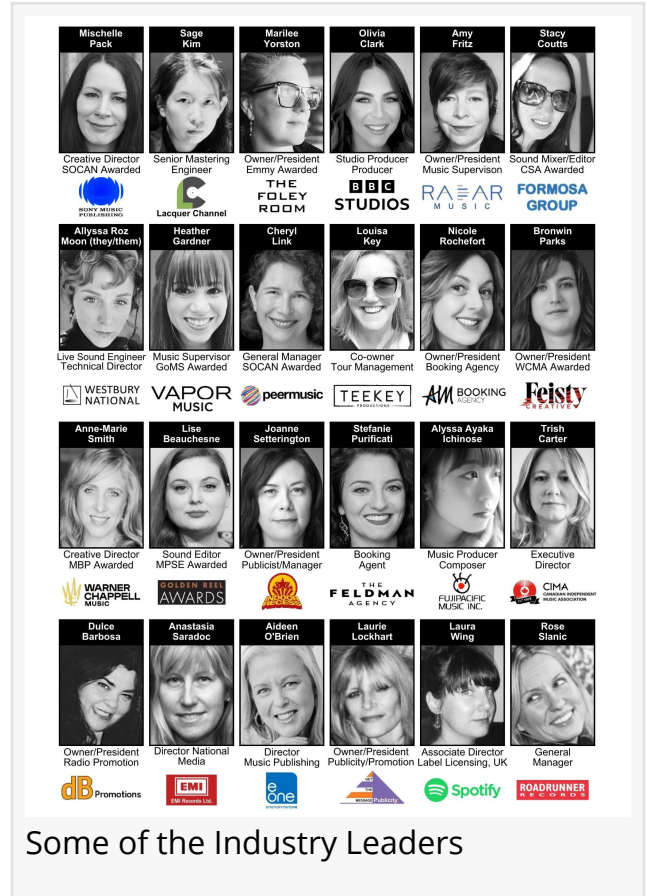 Mischelle
Pack
Sage
Kim
Marilee
Yorston
Olivia
Clark
Amy
Fritz
Stacy
Coutts
Creative Director
SOCAN Awarded
Senior Mastering
Engineer
Owner/President
Emmy Awarded
Studio Producer
Producer
Owner/President
Music Supervison
Sound Mixer/Editor
CSA Awarded
SONY MUSIC
PUBLISHING
LC
Lacquer Channel
THE
FOLEY
ROOM
BBC
STUDIOS
RAZAR
MUSIC
FORMOSA
GROUP
Allyssa Roz
Moon (they/them)
Heather
Gardner
Cheryl
Link
Louisa
Key
Nicole
Rochefort
Bronwin
Parks
Live Sound Engineer
Technical Director
Music Supervisor
GoMS Awarded
General Manager
SOCAN Awarded
Co-owner
Tour Management
Owner/President
Booking Agency
Owner/President
WCMA Awarded
WESTBURY
NATIONAL
VAPOR
MUSIC
peermusic
TEEKEY
PRODUCTIONS
AIM BOOKING
AGENCY
Feisty
CREATIVE
Anne-Marie
Smith
Lise
Beauchesne
Joanne
Setterington
Stefanie
Purificati
Alyssa Ayaka
Ichinose
Trish
Carter
Creative Director
MBP Awarded
Sound Editor
MPSE Awarded
Owner/President
Publicist/Manager
Booking
Agent
Music Producer
Composer
Executive
Director
WARNER
CHAPPELL
MUSIC
GOLDEN REEL
AWARDS
INDOOR
RECESS
THE
FELDMAN
AGENCY
FUJIPACIFIC
MUSIC INC.
CIMA
CANADIAN INDEPENDENT
MUSIC ASSOCIATION
Dulce
Barbosa
Anastasia
Saradoc
Aideen
O'Brien
Laurie
Lockhart
Laura
Wing
Rose
Slanic
Owner/President
Radio Promotion
Director National
Media
Director
Music Publishing
Owner/President
Publicity/Promotion
Associate Director
Label Licensing, UK
General
Manager
dB Promotions
EMI
EMI Records Ltd.
e
one
GET
THE
MESSAGE Publicity
Spotify
ROADRUNNER
RECORDS
Some of the Industry Leaders